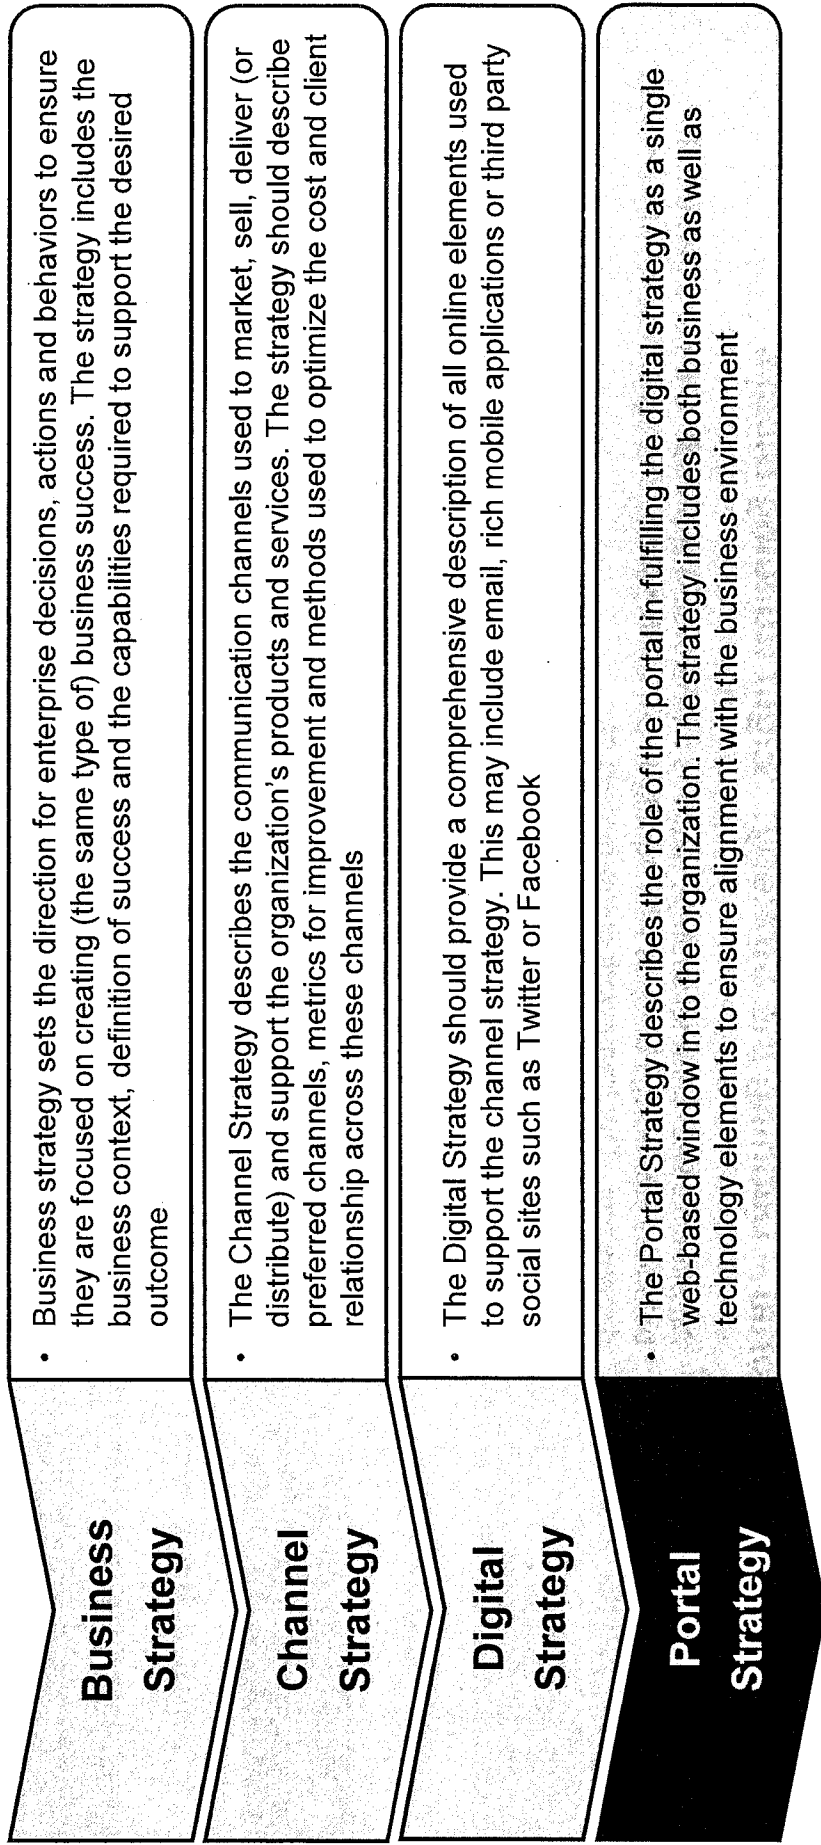 Business
Strategy
• Business strategy sets the direction for enterprise decisions, actions and behaviors to ensure
they are focused on creating (the same type of) business success. The strategy includes the
business context, definition of success and the capabilities required to support the desired
outcome
Channel
Strategy
• The Channel Strategy describes the communication channels used to market, sell, deliver (or
distribute) and support the organization's products and services. The strategy should describe
preferred channels, metrics for improvement and methods used to optimize the cost and client
relationship across these channels
Digital
Strategy
• The Digital Strategy should provide a comprehensive description of all online elements used
to support the channel strategy. This may include email, rich mobile applications or third party
social sites such as Twitter or Facebook
Portal
Strategy
• The Portal Strategy describes the role of the portal in fulfilling the digital strategy as a single
web-based window in to the organization. The strategy includes both business as well as
technology elements to ensure alignment with the business environment